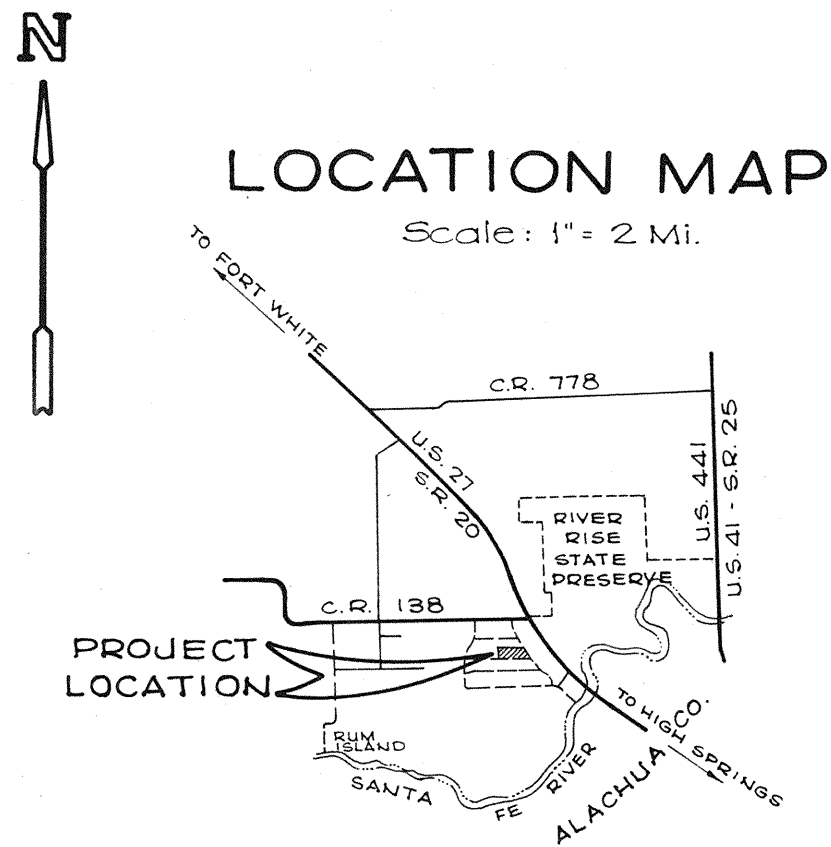 N
LOCATION MAP
Scale: 1" = 2 Mi.
TO FORT WHITE
C.R. 778
U.S. 27
S.R. 20
U.S. 441
U.S. 41 - S.R. 25
RIVER
RISE
STATE
PRESERVE
C.R. 138
PROJECT
LOCATION
TO HIGH SPRINGS
RUM
ISLAND
SANTA FE RIVER
ALACHUA CO.